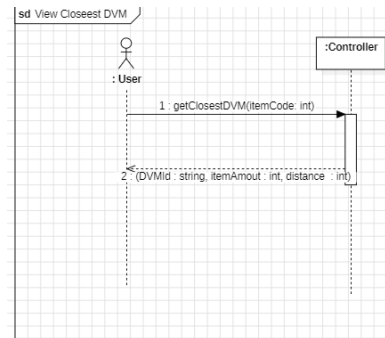 sd View Closeest DVM
: User
:Controller
1 : getClosestDVM(itemCode: int)
2 : (DVMId : string, itemAmout : int, distance : int)